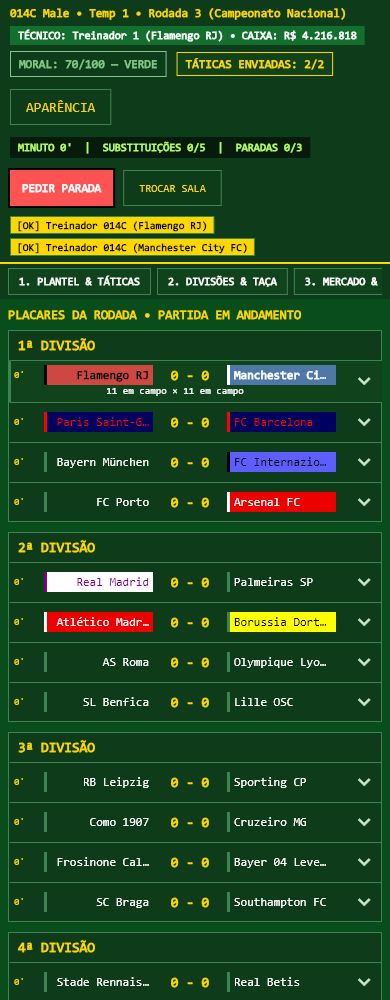 014C Male • Temp 1 • Rodada 3 (Campeonato Nacional)
TÉCNICO: Treinador 1 (Flamengo RJ) • CAIXA: R$ 4.216.818
MORAL: 70/100 — VERDE
TÁTICAS ENVIADAS: 2/2
APARÊNCIA
MINUTO 0' | SUBSTITUIÇÕES 0/5 | PARADAS 0/3
PEDIR PARADA
TROCAR SALA
[OK] Treinador 014C (Flamengo RJ)
[OK] Treinador 014C (Manchester City FC)
1. PLANTEL & TÁTICAS
2. DIVISÕES & TAÇA
3. MERCADO &
PLACARES DA RODADA • PARTIDA EM ANDAMENTO
1ª DIVISÃO
0' Flamengo RJ 0 - 0 Manchester Ci…
11 em campo × 11 em campo
0' Paris Saint-G… 0 - 0 FC Barcelona
0' Bayern München 0 - 0 FC Internazio…
0' FC Porto 0 - 0 Arsenal FC
2ª DIVISÃO
0' Real Madrid 0 - 0 Palmeiras SP
0' Atlético Madr… 0 - 0 Borussia Dort…
0' AS Roma 0 - 0 Olympique Lyo…
0' SL Benfica 0 - 0 Lille OSC
3ª DIVISÃO
0' RB Leipzig 0 - 0 Sporting CP
0' Como 1907 0 - 0 Cruzeiro MG
0' Frosinone Cal… 0 - 0 Bayer 04 Leve…
0' SC Braga 0 - 0 Southampton FC
4ª DIVISÃO
0' Stade Rennais… 0 - 0 Real Betis